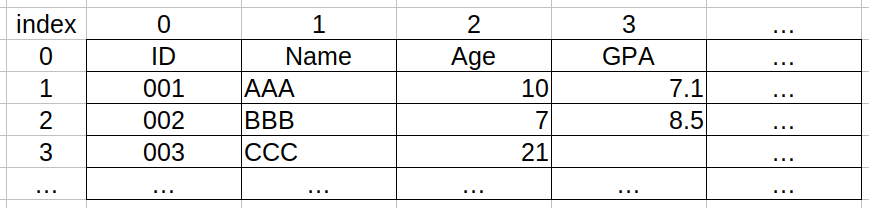 index 0 1 2 3 ...
0 ID Name Age GPA ...
1 001 AAA 10 7.1 ...
2 002 BBB 7 8.5 ...
3 003 CCC 21 ...
... ... ... ... ... ...